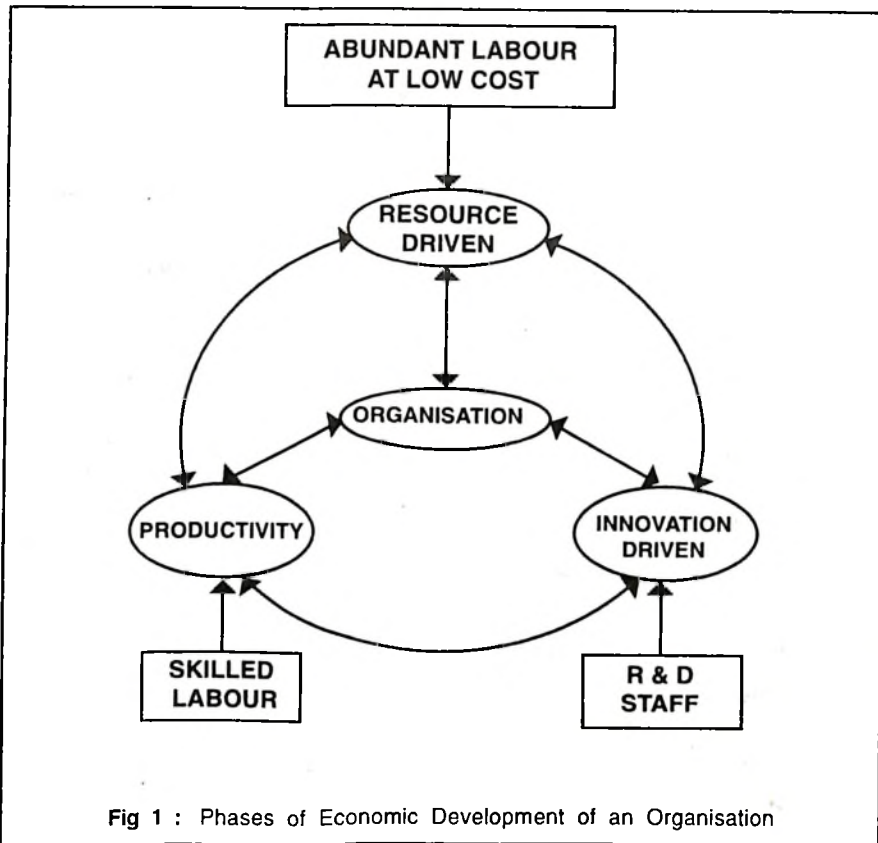 ABUNDANT LABOUR
AT LOW COST
RESOURCE
DRIVEN
ORGANISATION
PRODUCTIVITY
INNOVATION
DRIVEN
SKILLED
LABOUR
R & D
STAFF
Fig 1 : Phases of Economic Development of an Organisation